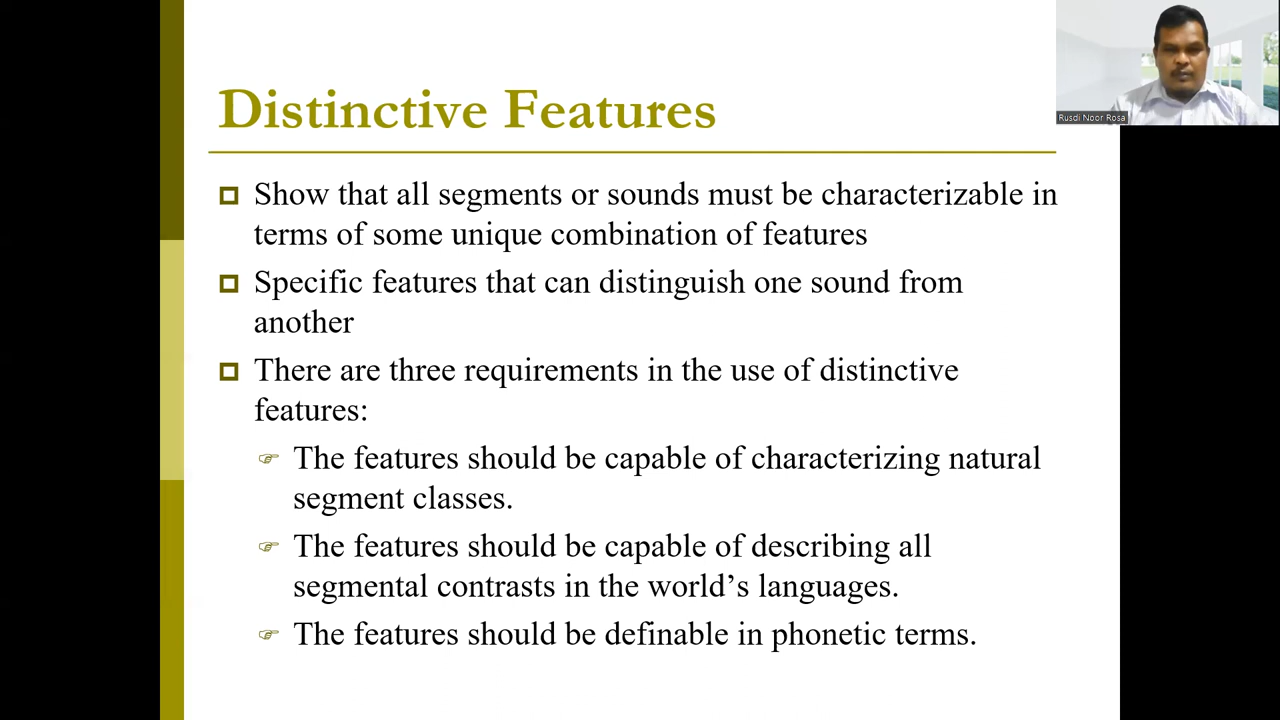 Distinctive Features
Rusdi Noor Rosa
Show that all segments or sounds must be characterizable in
terms of some unique combination of features
Specific features that can distinguish one sound from
another
There are three requirements in the use of distinctive
features:
The features should be capable of characterizing natural
segment classes.
The features should be capable of describing all
segmental contrasts in the world’s languages.
The features should be definable in phonetic terms.